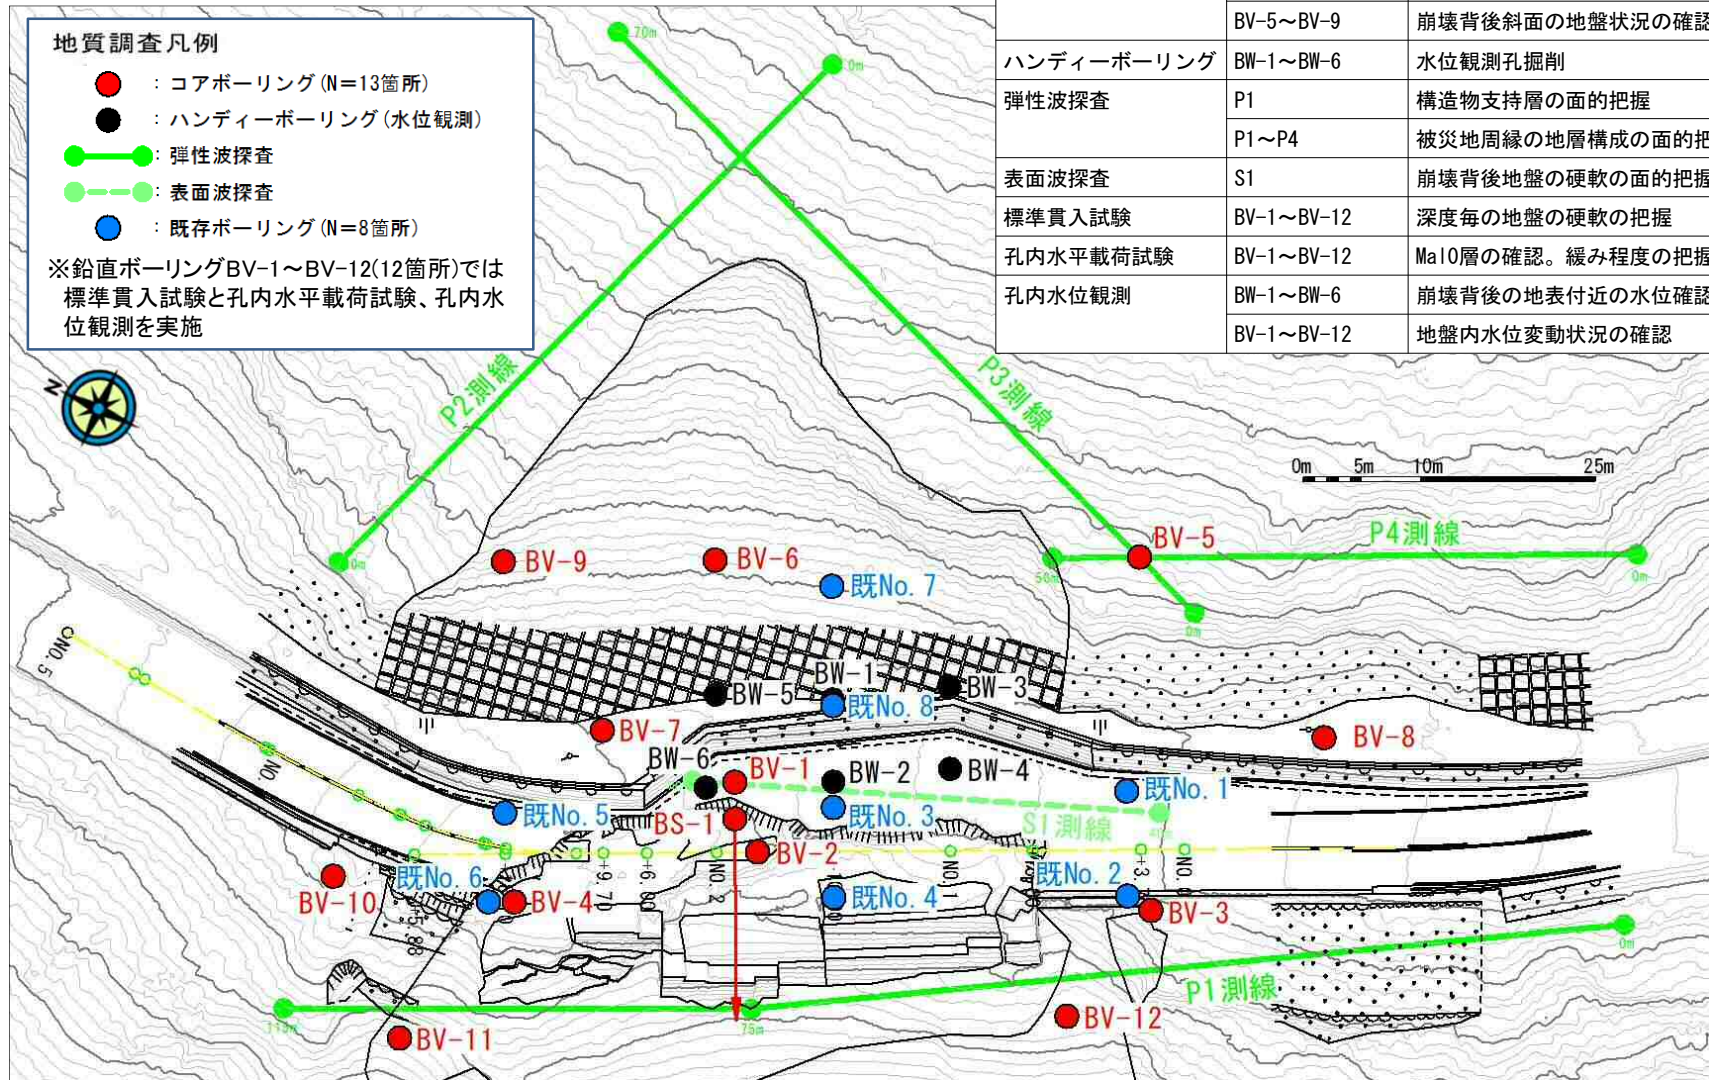 地質調査凡例
：コアボーリング(N=13箇所)
：ハンディーボーリング(水位観測)
：弾性波探査
：表面波探査
：既存ボーリング(N=8箇所)
※鉛直ボーリングBV-1～BV-12(12箇所)では
標準貫入試験と孔内水平載荷試験、孔内水
位観測を実施
BV-5～BV-9 崩壊背後斜面の地盤状況の確認
ハンディーボーリング BW-1～BW-6 水位観測孔掘削
弾性波探査 P1 構造物支持層の面的把握
P1～P4 被災地周縁の地層構成の面的把
表面波探査 S1 崩壊背後地盤の硬軟の面的把握
標準貫入試験 BV-1～BV-12 深度毎の地盤の硬軟の把握
孔内水平載荷試験 BV-1～BV-12 Ma10層の確認。緩み程度の把握
孔内水位観測 BW-1～BW-6 崩壊背後の地表付近の水位確認
BV-1～BV-12 地盤内水位変動状況の確認
70m
0m
N
P2測線
P3測線
0m 5m 10m 25m
P4測線
BV-5
BV-9
BV-6
既No. 7
0m
50m
0m
0m
NO.5
BW-5
BW-1
BW-3
既No. 8
BV-7
BV-8
NO.
BW-6
BV-1
BW-2
BW-4
既No. 1
既No. 5
BS-1
既No. 3
S1測線
BV-2
+9.70
+6.00
NO.2
NO.1
+3.
NO.0
既No. 6
BV-10
BV-4
既No. 4
既No. 2
BV-3
P1測線
0m
75m
BV-11
BV-12